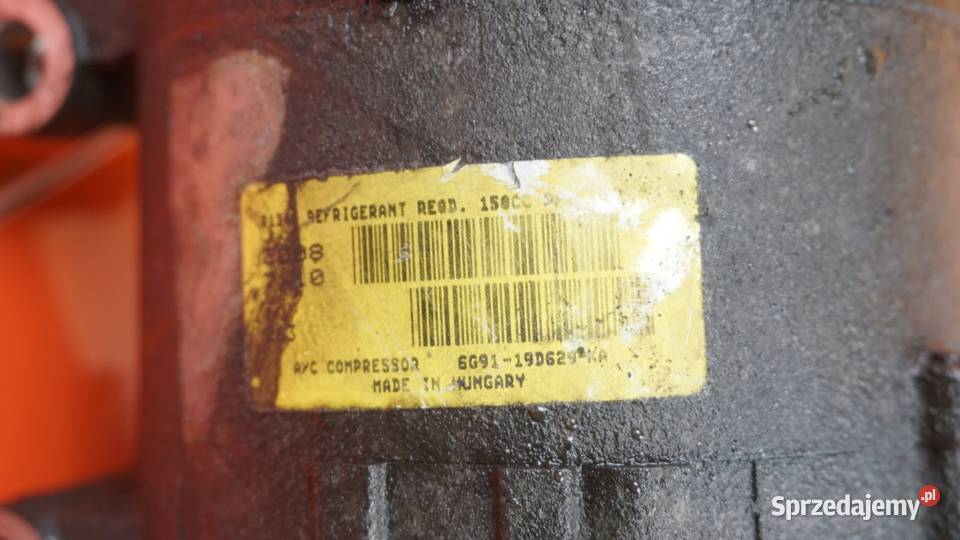 REFRIGERANT REQD. 150CC
A/C COMPRESSOR 6G91-19D629-KA
MADE IN HUNGARY
Sprzedajemy.pl